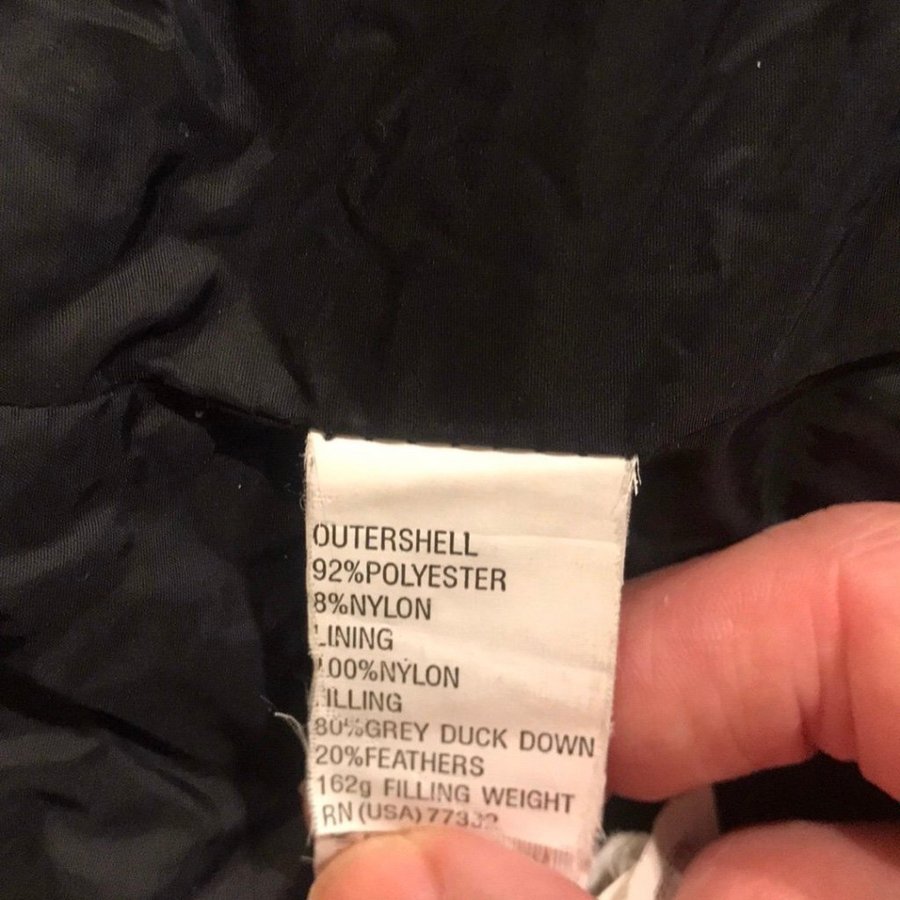 OUTERSHELL
92%POLYESTER
8%NYLON
LINING
100%NYLON
FILLING
80%GREY DUCK DOWN
20%FEATHERS
162g FILLING WEIGHT
RN (USA)